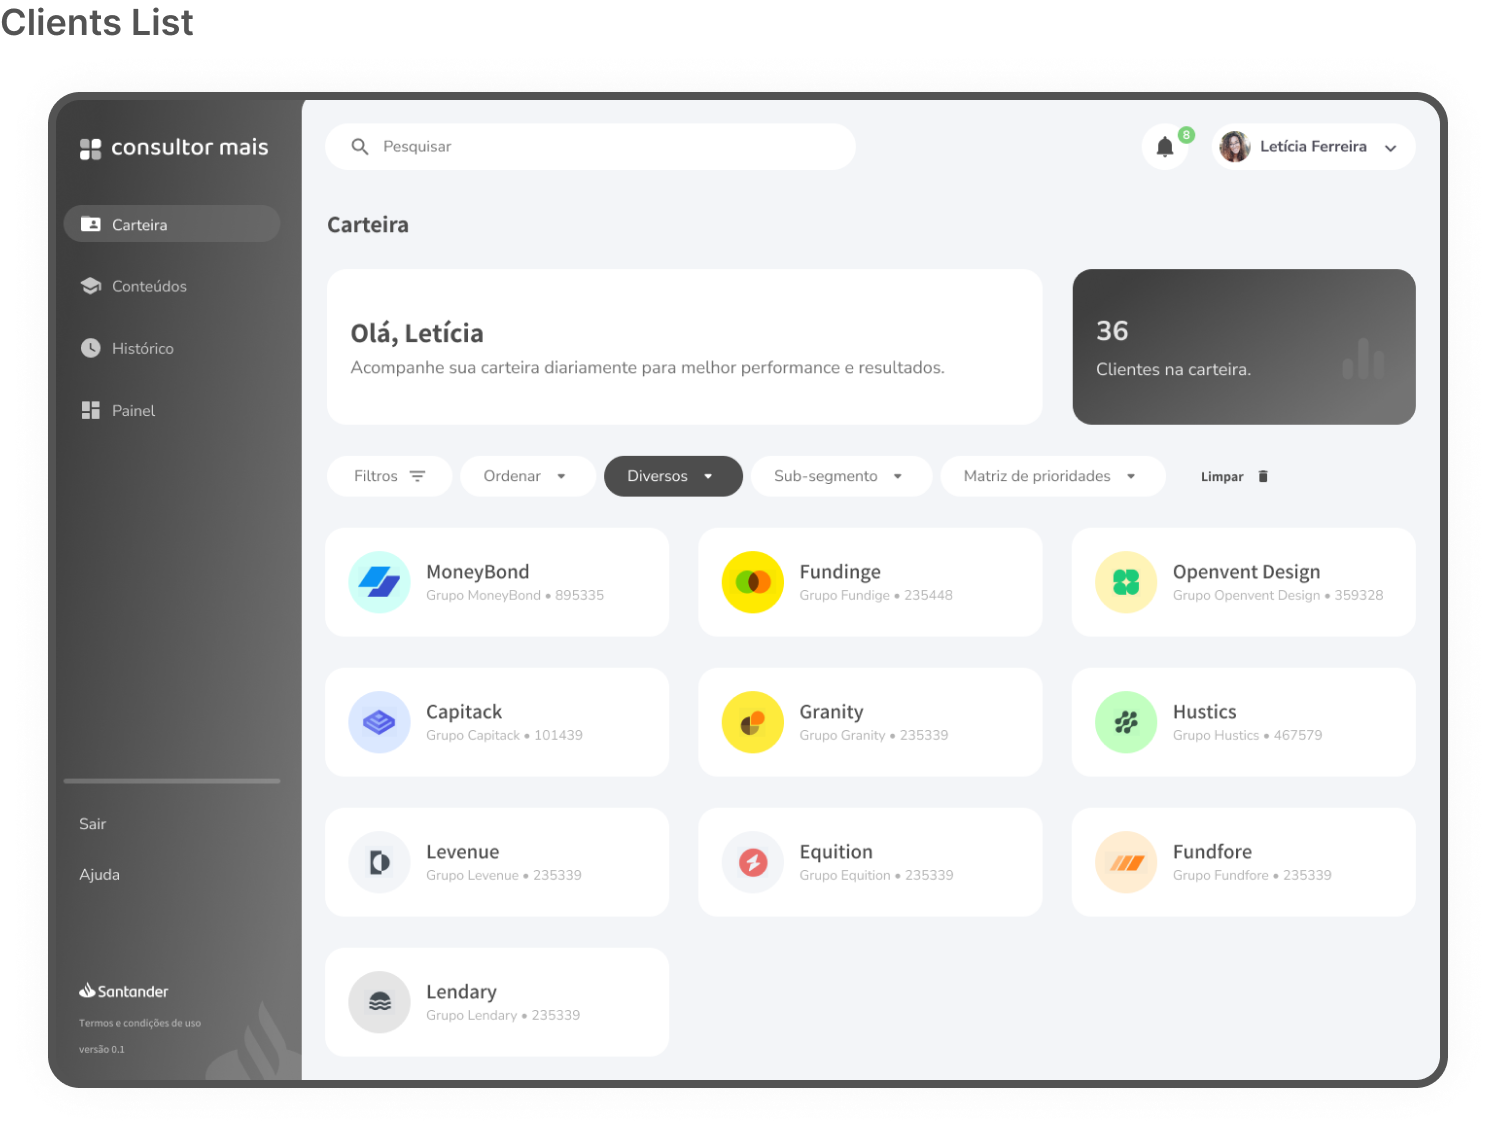 Clients List
consultor mais
Pesquisar
8
Letícia Ferreira
Carteira
Conteúdos
Histórico
Painel
Carteira
Olá, Letícia
Acompanhe sua carteira diariamente para melhor performance e resultados.
36
Clientes na carteira.
Filtros
Ordenar
Diversos
Sub-segmento
Matriz de prioridades
Limpar
MoneyBond
Grupo MoneyBond • 895335
Fundinge
Grupo Fundige • 235448
Openvent Design
Grupo Openvent Design • 359328
Capitack
Grupo Capitack • 101439
Granity
Grupo Granity • 235339
Hustics
Grupo Hustics • 467579
Levenue
Grupo Levenue • 235339
Equition
Grupo Equition • 235339
Fundfore
Grupo Fundfore • 235339
Lendary
Grupo Lendary • 235339
Sair
Ajuda
Santander
Termos e condições de uso
versão 0.1